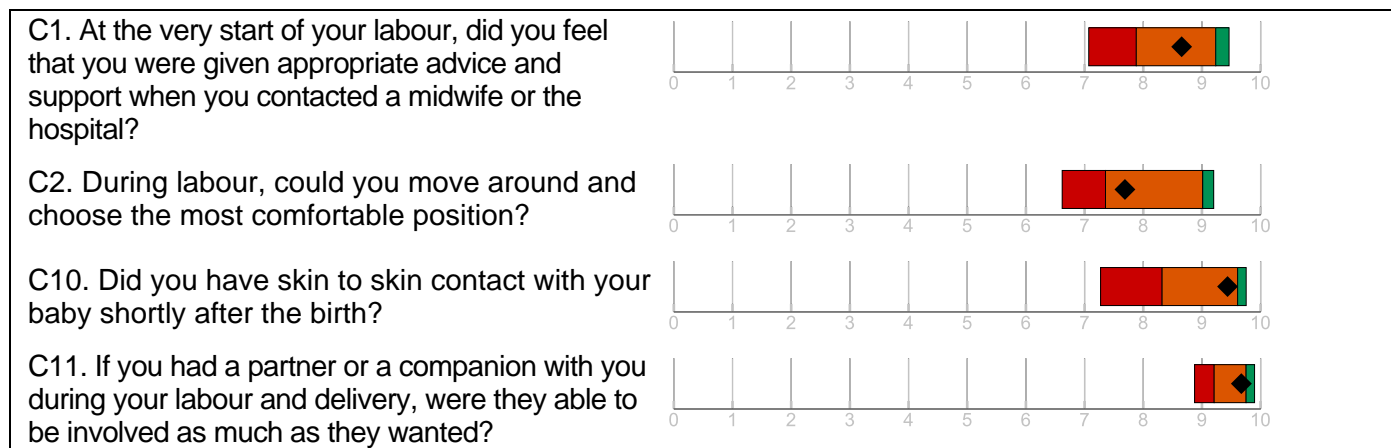 C1. At the very start of your labour, did you feel
that you were given appropriate advice and
support when you contacted a midwife or the
hospital?
0 1 2 3 4 5 6 7 8 9 10
C2. During labour, could you move around and
choose the most comfortable position?
0 1 2 3 4 5 6 7 8 9 10
C10. Did you have skin to skin contact with your
baby shortly after the birth?
0 1 2 3 4 5 6 7 8 9 10
C11. If you had a partner or a companion with you
during your labour and delivery, were they able to
be involved as much as they wanted?
0 1 2 3 4 5 6 7 8 9 10